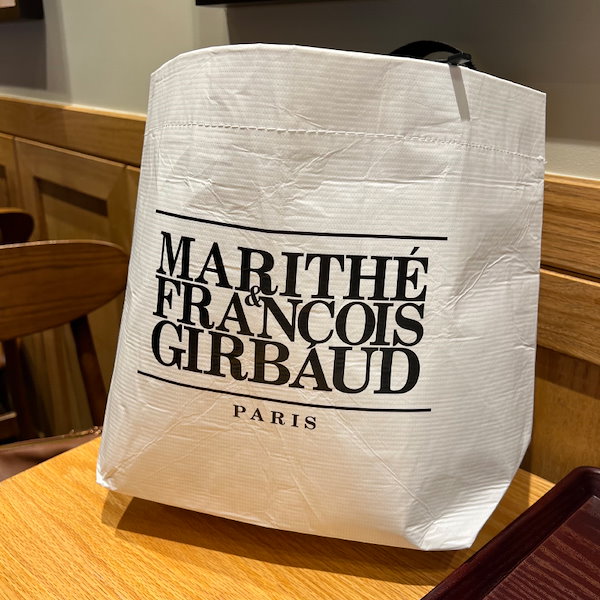 MARITHÉ
&
FRANÇOIS
GIRBAUD
PARIS